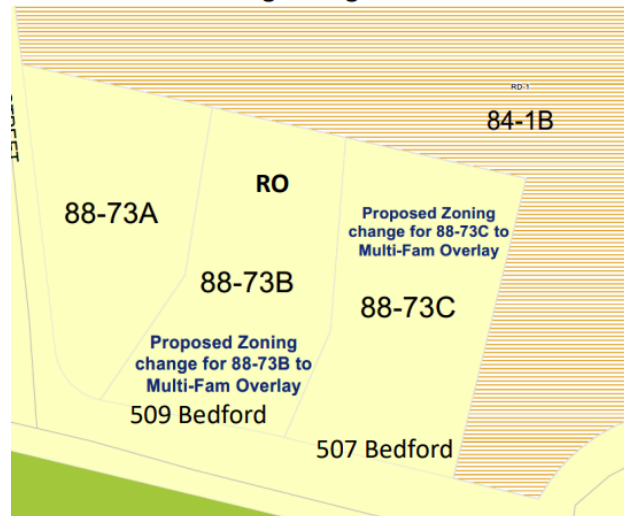 RD-1
84-1B
STREET
RO
88-73A
Proposed Zoning
change for 88-73C to
Multi-Fam Overlay
88-73B
88-73C
Proposed Zoning
change for 88-73B to
Multi-Fam Overlay
509 Bedford
507 Bedford